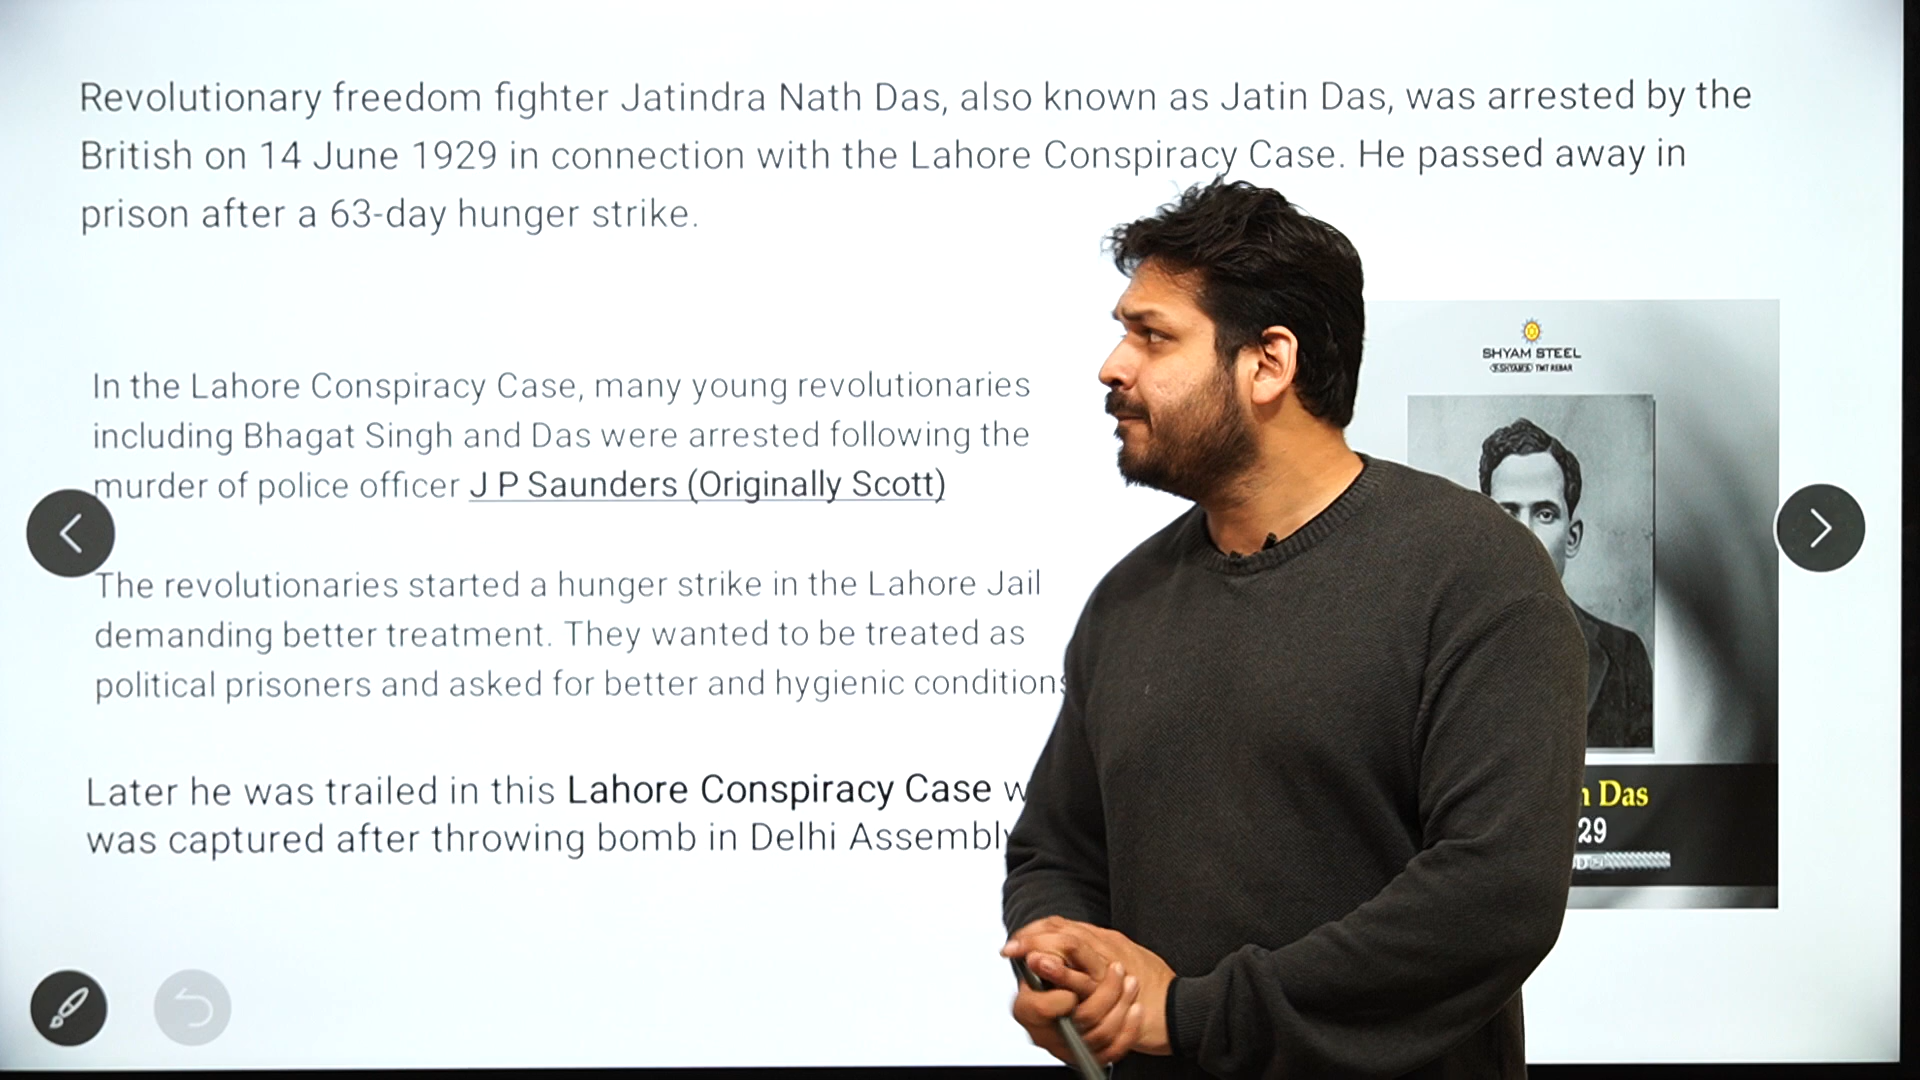 Revolutionary freedom fighter Jatindra Nath Das, also known as Jatin Das, was arrested by the
British on 14 June 1929 in connection with the Lahore Conspiracy Case. He passed away in
prison after a 63-day hunger strike.
In the Lahore Conspiracy Case, many young revolutionaries
including Bhagat Singh and Das were arrested following the
murder of police officer J P Saunders (Originally Scott)
The revolutionaries started a hunger strike in the Lahore Jail
demanding better treatment. They wanted to be treated as
political prisoners and asked for better and hygienic conditions
Later he was trailed in this Lahore Conspiracy Case
was captured after throwing bomb in Delhi Assembly
SHYAM STEEL
TMT REBAR
Das
29